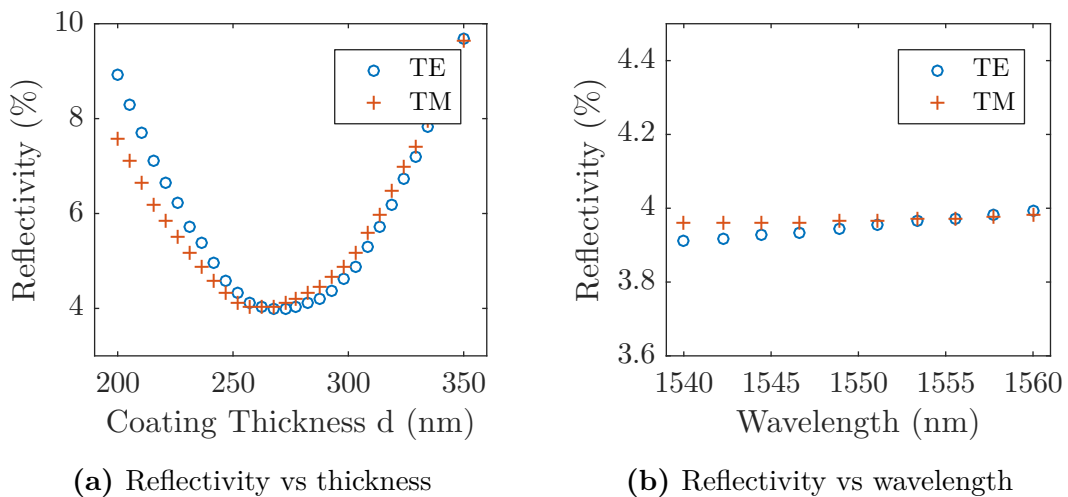 10
8
6
4
200
250
300
350
Reflectivity (%)
Coating Thickness d (nm)
TE
TM
(a) Reflectivity vs thickness
4.4
4.2
4
3.8
3.6
1540
1545
1550
1555
1560
Reflectivity (%)
Wavelength (nm)
TE
TM
(b) Reflectivity vs wavelength